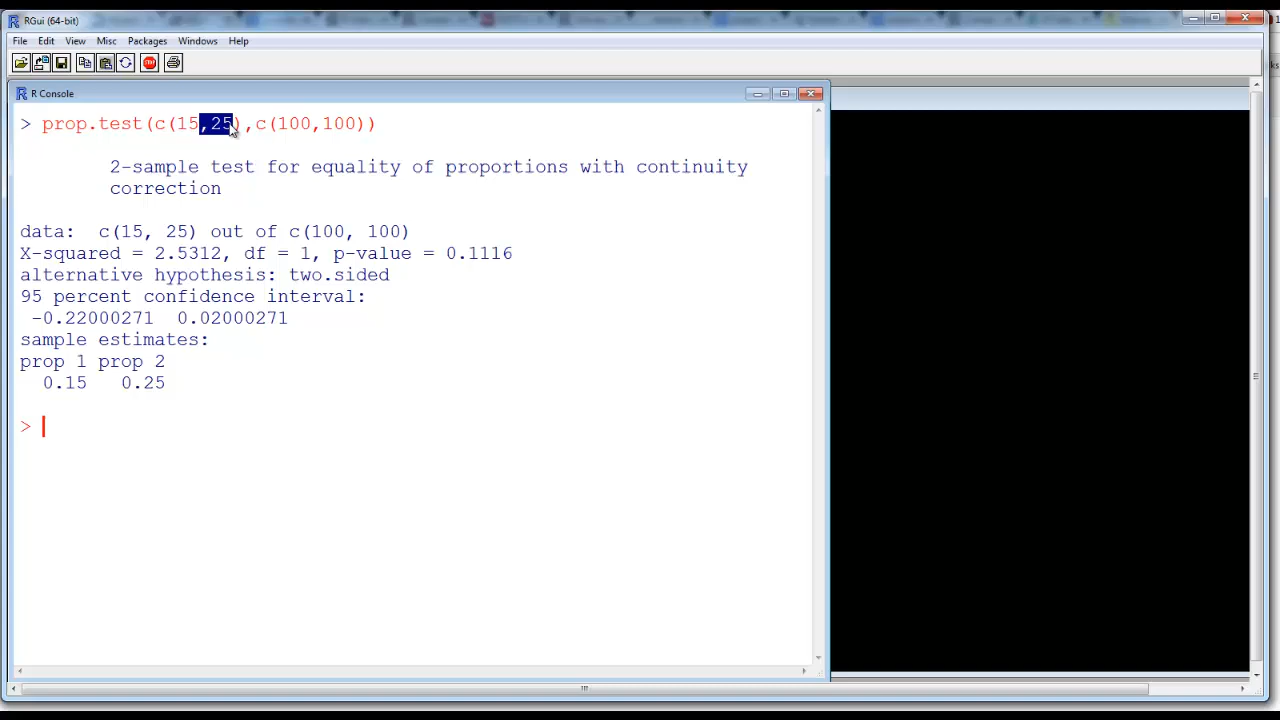 RGui (64-bit)
File Edit View Misc Packages Windows Help
R Console
> prop.test(c(15,25),c(100,100))
2-sample test for equality of proportions with continuity
correction
data:  c(15, 25) out of c(100, 100)
X-squared = 2.5312, df = 1, p-value = 0.1116
alternative hypothesis: two.sided
95 percent confidence interval:
-0.22000271  0.02000271
sample estimates:
prop 1 prop 2
0.15   0.25
>